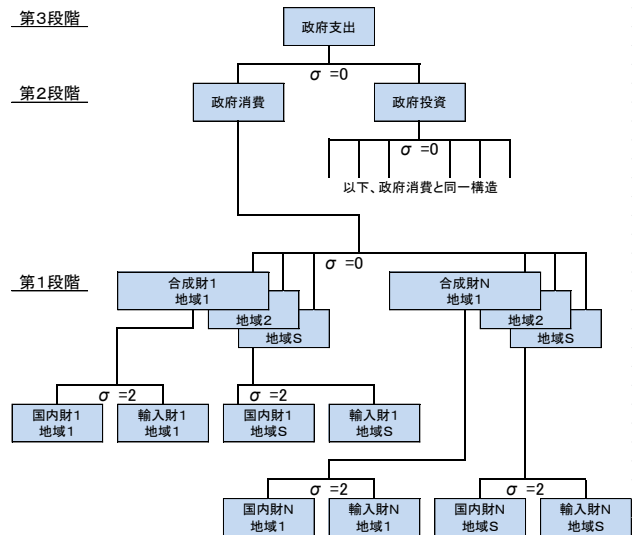 第3段階
政府支出
σ =0
第2段階
政府消費
政府投資
σ =0
以下、政府消費と同一構造
σ =0
第1段階
合成財1
地域1
地域2
地域S
合成財N
地域1
地域2
地域S
σ =2
σ =2
国内財1
地域1
輸入財1
地域1
国内財1
地域S
輸入財1
地域S
σ =2
σ =2
国内財N
地域1
輸入財N
地域1
国内財N
地域S
輸入財N
地域S